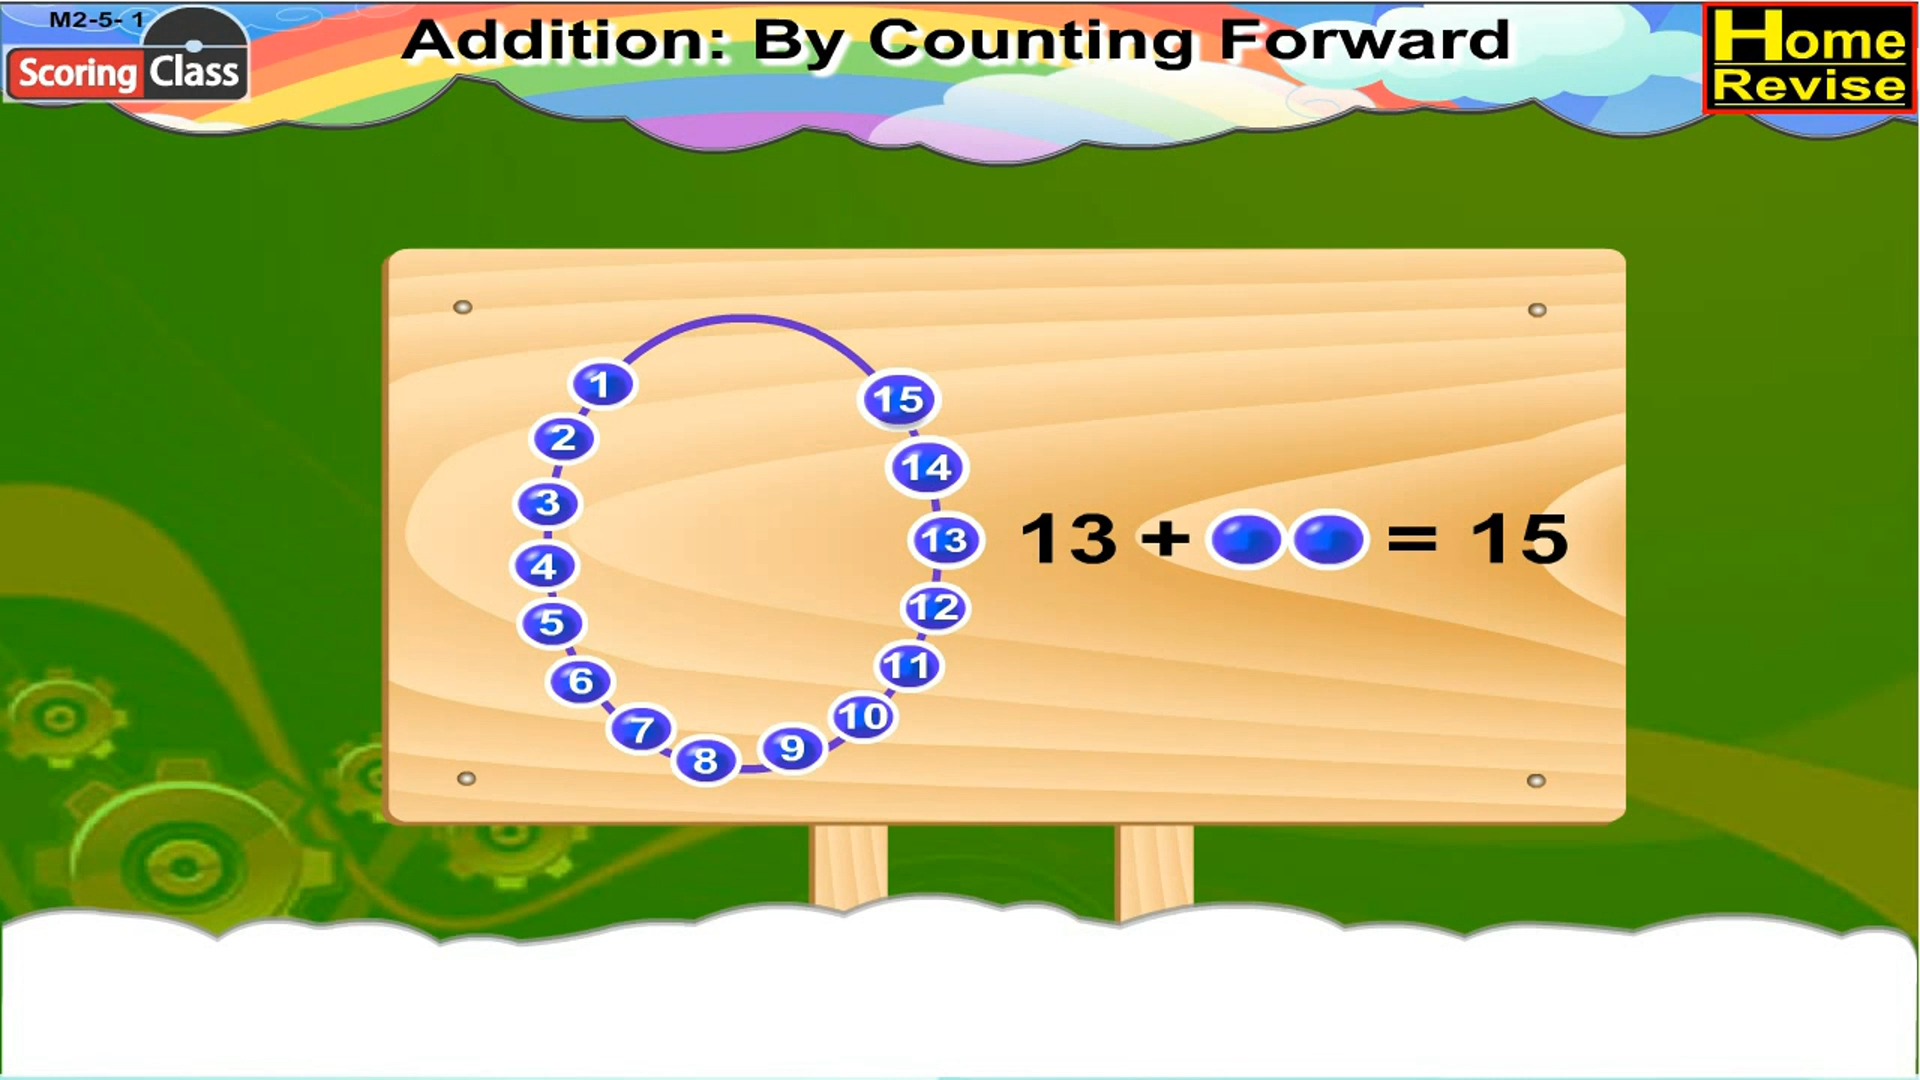 M2-5- 1
Scoring Class
Addition: By Counting Forward
Home
Revise
1
2
3
4
5
6
7
8
9
10
11
12
13
14
15
13 + = 15